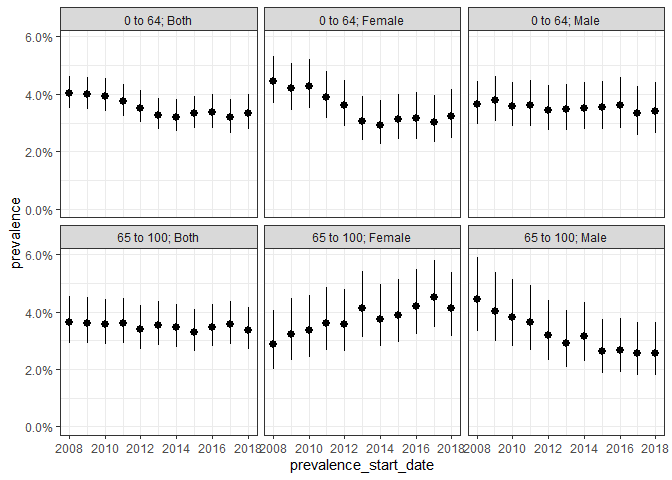 0 to 64; Both
0 to 64; Female
0 to 64; Male
6.0%
4.0%
2.0%
0.0%
65 to 100; Both
65 to 100; Female
65 to 100; Male
6.0%
4.0%
2.0%
0.0%
prevalence
2008 2010 2012 2014 2016 2018
2008 2010 2012 2014 2016 2018
2008 2010 2012 2014 2016 2018
prevalence_start_date